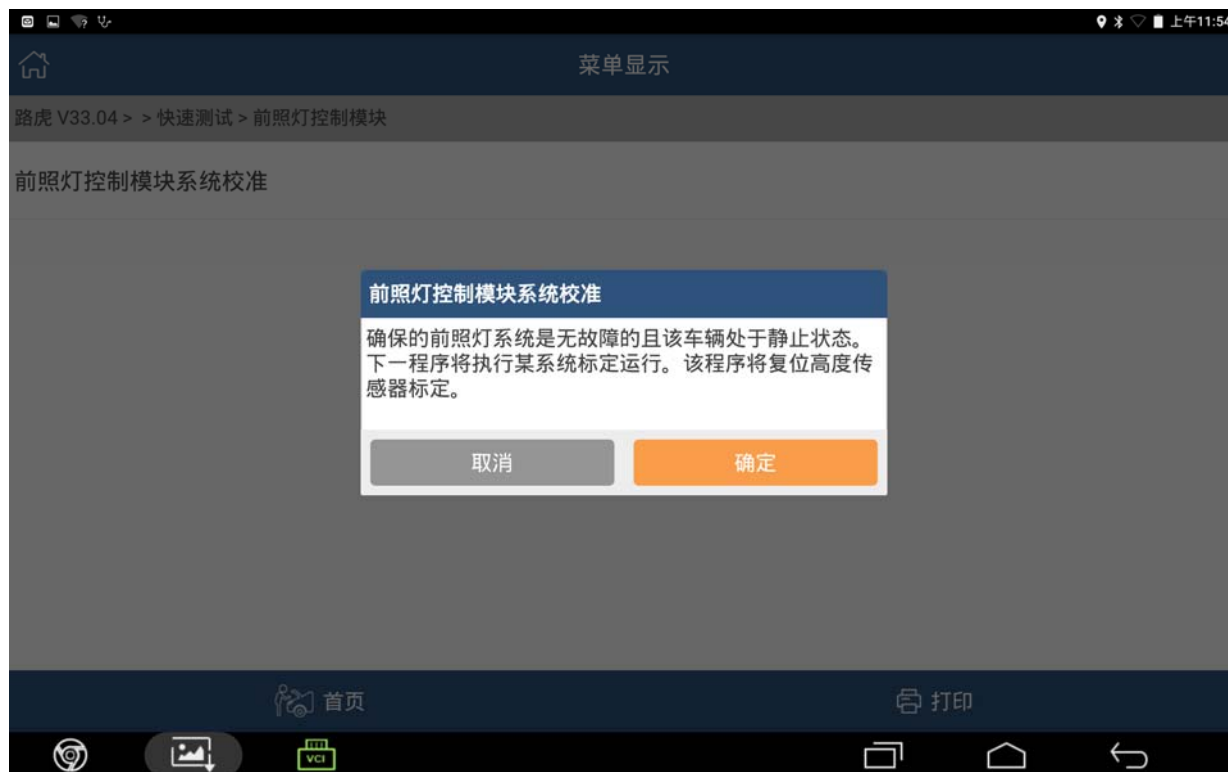 上午11:54
菜单显示
路虎 V33.04 > > 快速测试 > 前照灯控制模块
前照灯控制模块系统校准
前照灯控制模块系统校准
确保的前照灯系统是无故障的且该车辆处于静止状态。
下一程序将执行某系统标定运行。该程序将复位高度传
感器标定。
取消
确定
首页
打印
VCI